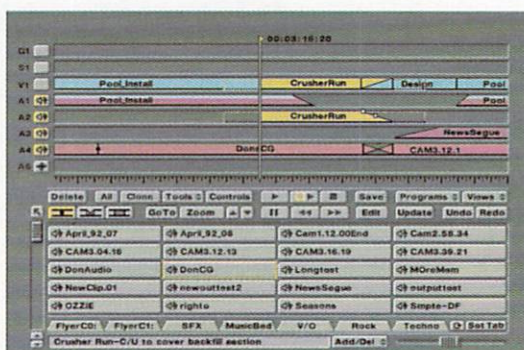 00:03:16:20
G1
S1
V1 Pool_Install CrusherRun Design Pool
A1 Pool_Install Pool
A2 CrusherRun
A3 NewsSegue
A4 DonsCG CAM3.12.1
A5
Delete All Clone Tools Controls Save Programs Views
GoTo Zoom Edit Update Undo Redo
April_92_07 April_92_08 Cam1.12.00End Cam2.58.34
CAM3.04.16 CAM3.12.13 CAM3.16.19 CAM3.39.21
DonAudio DonCG Longtest MOreMem
NewClip.01 newouttest2 NewsSegue outputtest
OZZIE righto Seasons Smpte-DF
FlyerC0: FlyerC1: SFX MusicBed V/O Rock Techno Set Tab
Crusher Run-C/U to cover backfill section Add/Del